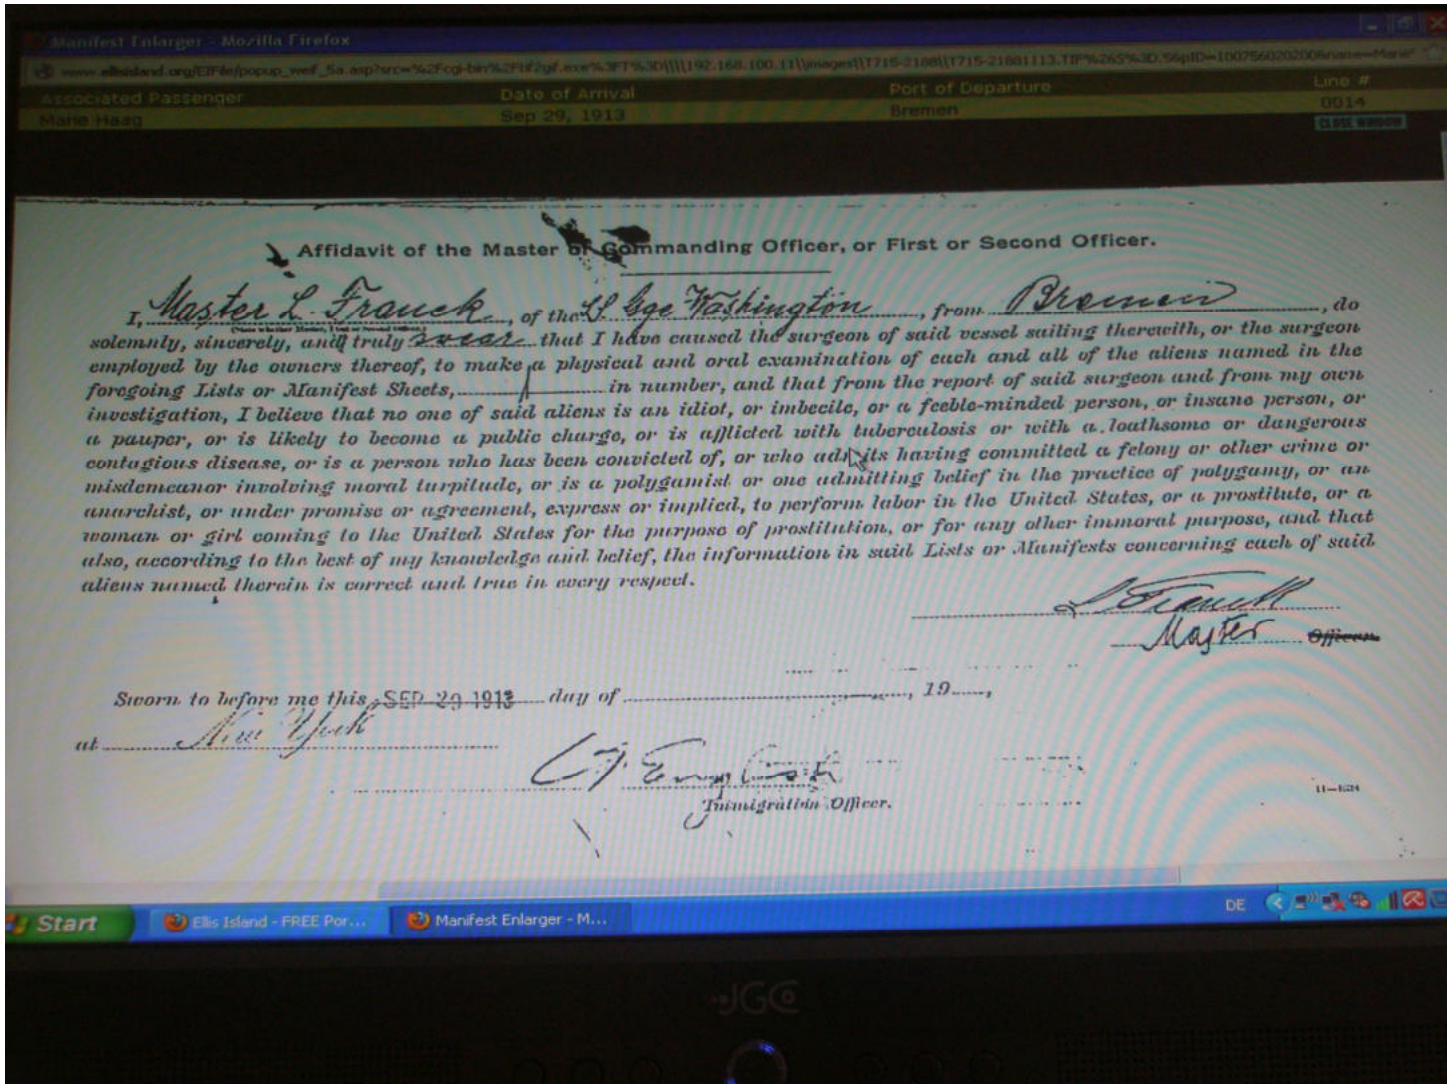 Manifest Enlarger - Mozilla Firefox
Associated Passenger Date of Arrival Port of Departure Line #
Marie Haag Sep 29, 1913 Bremen 0014
CLOSE WINDOW
Affidavit of the Master or Commanding Officer, or First or Second Officer.
I, Master L. Franck, of the Gge Washington, from Bremen, do
solemnly, sincerely, and truly swear that I have caused the surgeon of said vessel sailing therewith, or the surgeon
employed by the owners thereof, to make a physical and oral examination of each and all of the aliens named in the
foregoing Lists or Manifest Sheets, in number, and that from the report of said surgeon and from my own
investigation, I believe that no one of said aliens is an idiot, or imbecile, or a feeble-minded person, or insane person, or
a pauper, or is likely to become a public charge, or is afflicted with tuberculosis or with a loathsome or dangerous
contagious disease, or is a person who has been convicted of, or who admits having committed a felony or other crime or
misdemeanor involving moral turpitude, or is a polygamist or one admitting belief in the practice of polygamy, or an
anarchist, or under promise or agreement, express or implied, to perform labor in the United States, or a prostitute, or a
woman or girl coming to the United States for the purpose of prostitution, or for any other immoral purpose, and that
also, according to the best of my knowledge and belief, the information in said Lists or Manifests concerning each of said
aliens named therein is correct and true in every respect.
L Franck
Master Officer.
Sworn to before me this SEP 29 1913 day of , 19 ,
at New York
Immigration Officer.
Start Ellis Island - FREE Por... Manifest Enlarger - M... DE
JGC